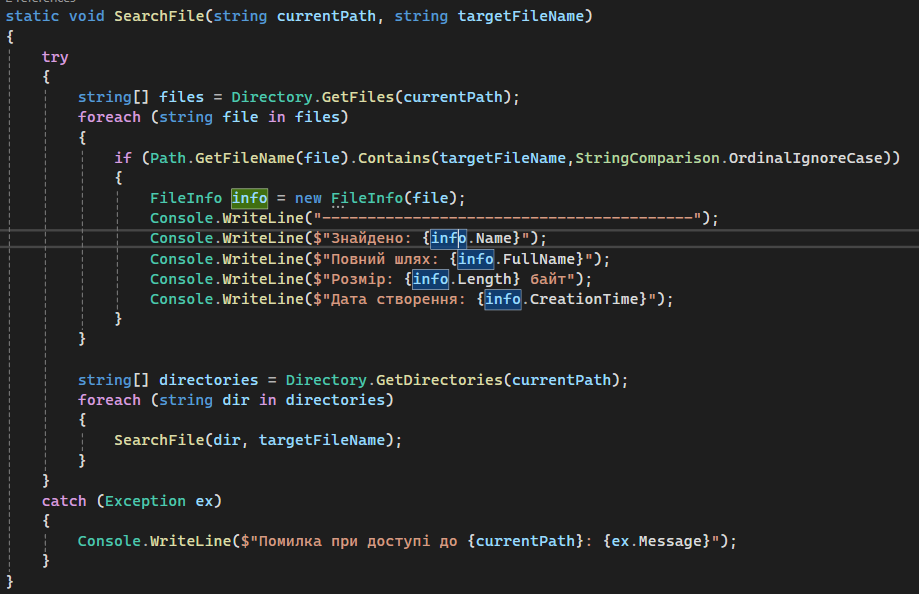 2 references
static void SearchFile(string currentPath, string targetFileName)
{
try
{
string[] files = Directory.GetFiles(currentPath);
foreach (string file in files)
{
if (Path.GetFileName(file).Contains(targetFileName,StringComparison.OrdinalIgnoreCase))
{
FileInfo info = new FileInfo(file);
Console.WriteLine("-----------------------------------------");
Console.WriteLine($"Знайдено: {info.Name}");
Console.WriteLine($"Повний шлях: {info.FullName}");
Console.WriteLine($"Розмір: {info.Length} байт");
Console.WriteLine($"Дата створення: {info.CreationTime}");
}
}
string[] directories = Directory.GetDirectories(currentPath);
foreach (string dir in directories)
{
SearchFile(dir, targetFileName);
}
}
catch (Exception ex)
{
Console.WriteLine($"Помилка при доступі до {currentPath}: {ex.Message}");
}
}